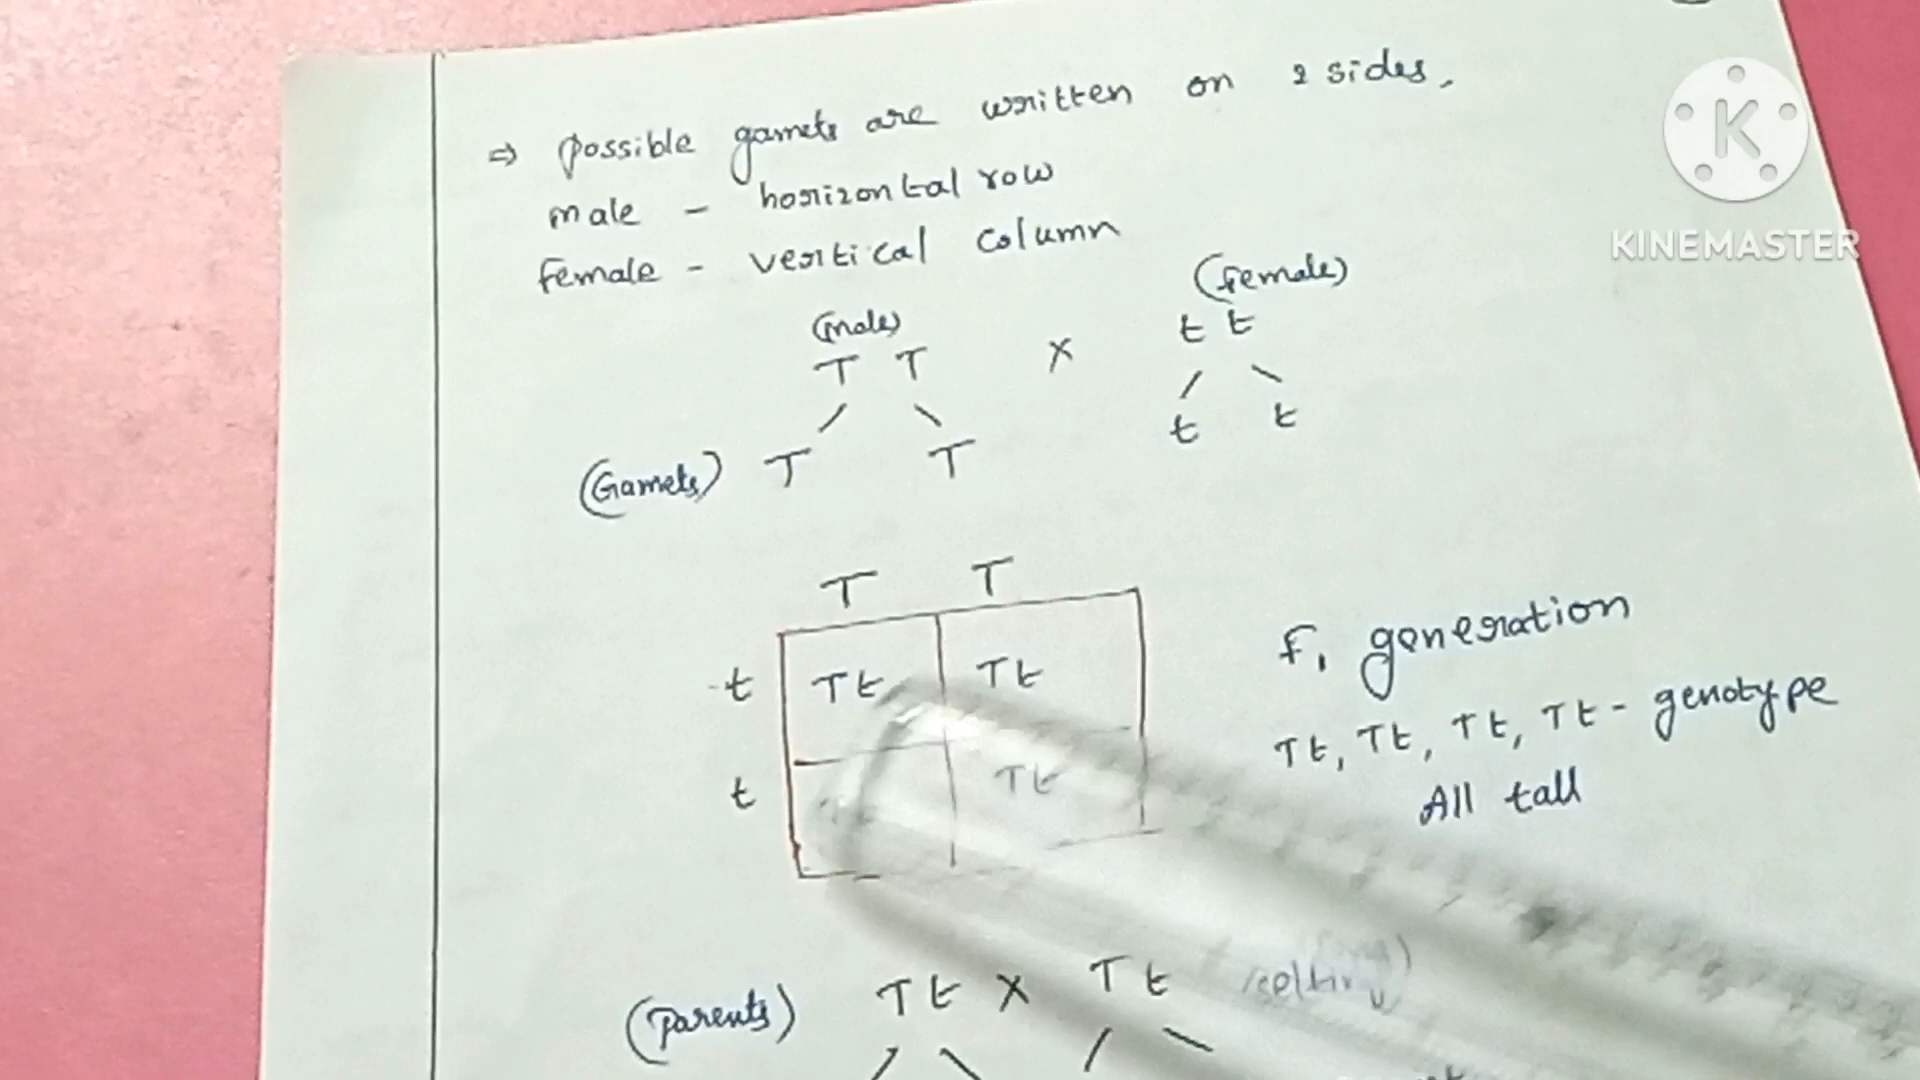 ⇒ possible gamets are written on 2 sides.
male - horizontal row
female - vertical column
(male) (female)
T T X t t
t t
(Gamets) T T
T T
t Tt Tt
t Tt
F1 generation
Tt, Tt, Tt, Tt - genotype
All tall
(Parents) Tt X Tt
K
KINEMASTER